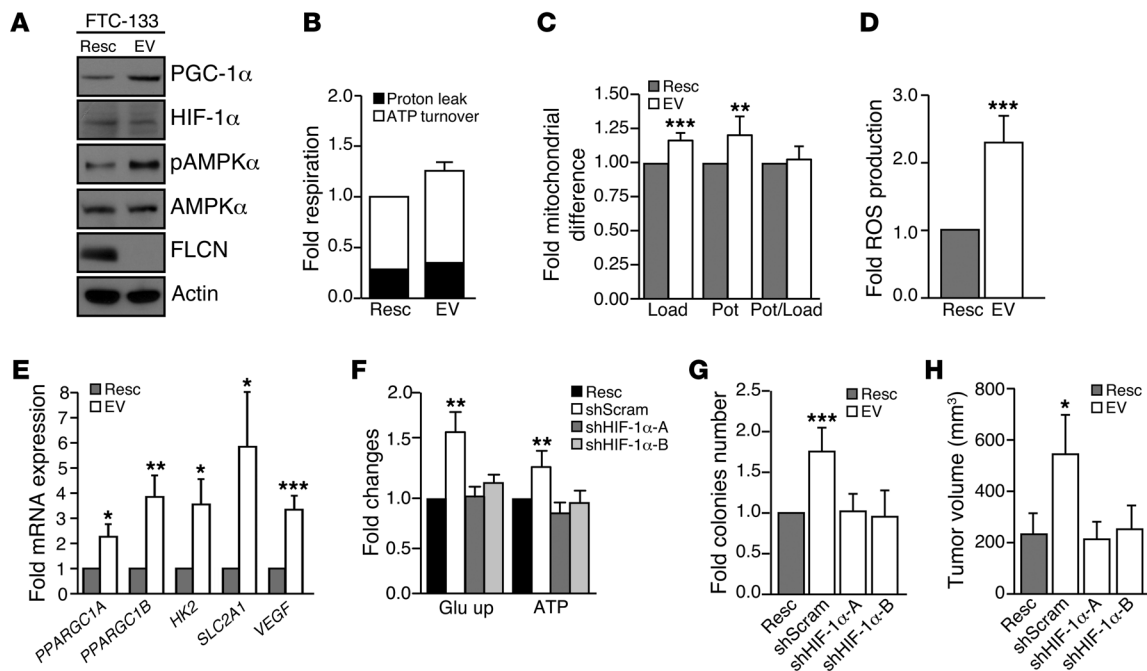 A
FTC-133
Resc EV
PGC-1α
HIF-1α
pAMPKα
AMPKα
FLCN
Actin
B
Proton leak
ATP turnover
Fold respiration
2.0
1.5
1.0
0.5
0.0
Resc EV
C
Resc
EV
Fold mitochondrial
difference
1.50
1.25
1.00
0.75
0.50
0.25
0.00
*** **
Load Pot Pot/Load
D
Fold ROS production
3.0
2.0
1.0
0.0
***
Resc EV
E
Resc
EV
Fold mRNA expression
8
7
6
5
4
3
2
1
0
* ** * * ***
PPARGC1A
PPARGC1B
HK2
SLC2A1
VEGF
F
Resc
shScram
shHIF-1α-A
shHIF-1α-B
Fold changes
2.0
1.5
1.0
0.5
0.0
** **
Glu up ATP
G
Resc
EV
Fold colonies number
2.5
2.0
1.5
1.0
0.5
0.0
***
Resc
shScram
shHIF-1α-A
shHIF-1α-B
H
Resc
EV
Tumor volume (mm³)
800
600
400
200
0
*
Resc
shScram
shHIF-1α-A
shHIF-1α-B